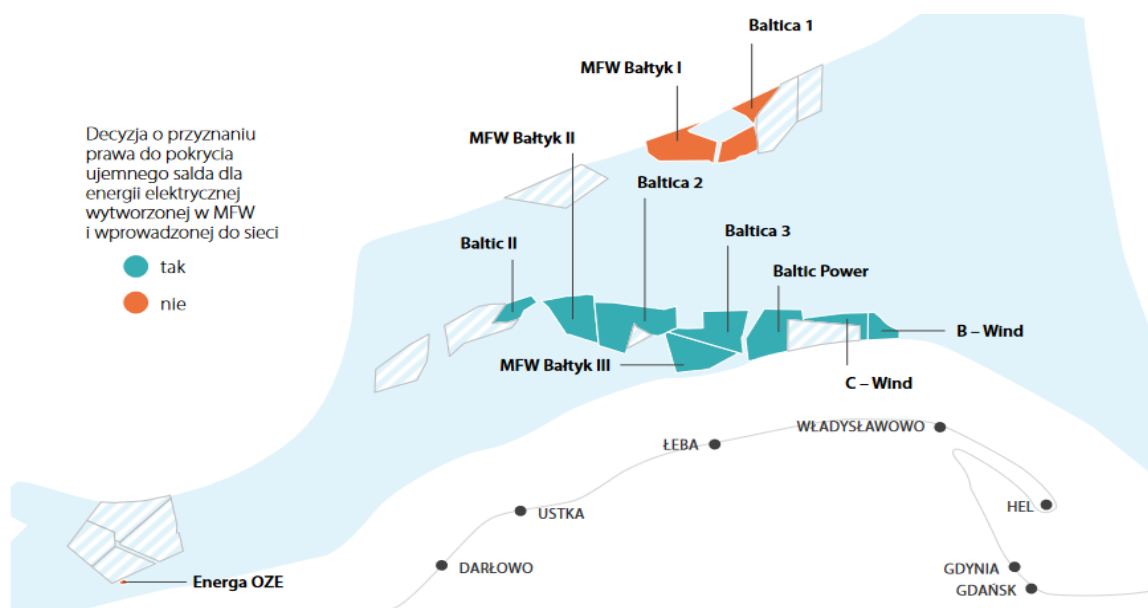 Baltica 1
MFW Bałtyk I
Decyzja o przyznaniu
prawa do pokrycia
ujemnego salda dla
energii elektrycznej
wytworzonej w MFW
i wprowadzonej do sieci
tak
nie
MFW Bałtyk II
Baltica 2
Baltic II
Baltica 3
Baltic Power
B – Wind
MFW Bałtyk III
C – Wind
WŁADYSŁAWOWO
ŁEBA
HEL
USTKA
DARŁOWO
GDYNIA
GDAŃSK
Energa OZE